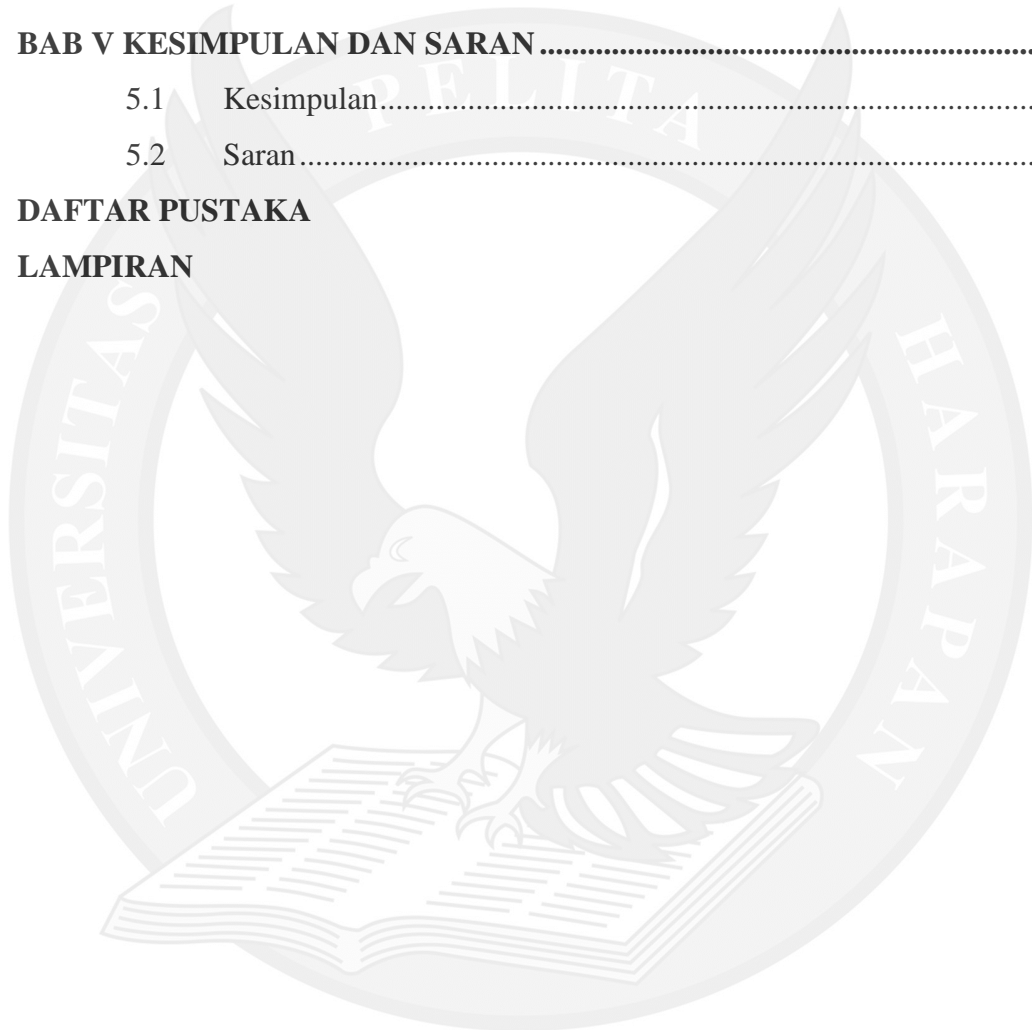 BAB V KESIMPULAN DAN SARAN..............................................................
5.1 Kesimpulan.................................................................................
5.2 Saran...........................................................................................
DAFTAR PUSTAKA
LAMPIRAN
UNIVERSITAS PELITA HARAPAN